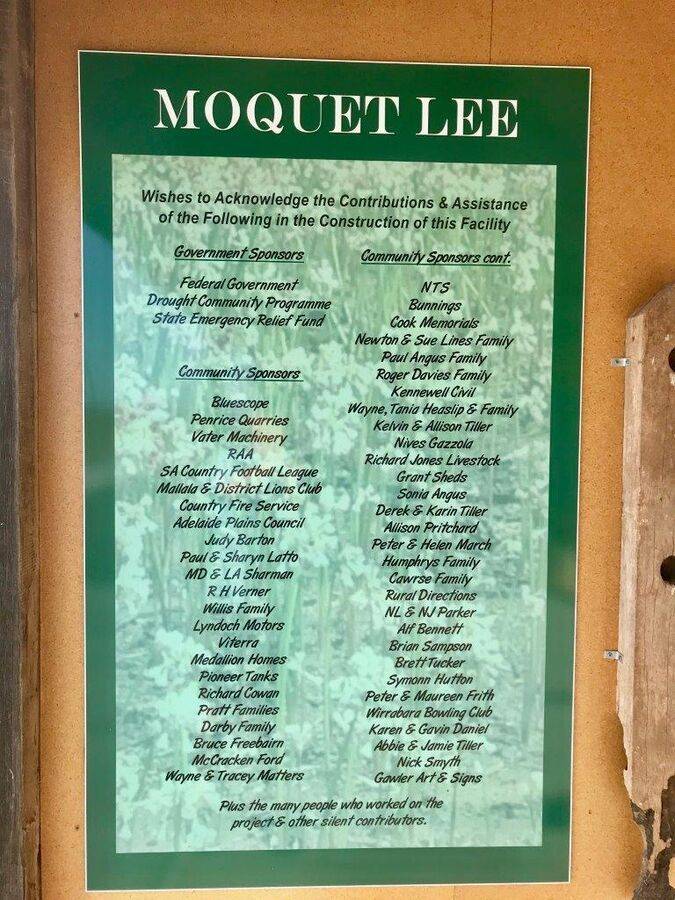 MOQUET LEE
Wishes to Acknowledge the Contributions & Assistance
of the Following in the Construction of this Facility
Government Sponsors
Federal Government
Drought Community Programme
State Emergency Relief Fund
Community Sponsors
Bluescope
Penrice Quarries
Vater Machinery
RAA
SA Country Football League
Mallala & District Lions Club
Country Fire Service
Adelaide Plains Council
Judy Barton
Paul & Sharyn Latto
MD & LA Sharman
R H Verner
Willis Family
Lyndoch Motors
Viterra
Medallion Homes
Pioneer Tanks
Richard Cowan
Pratt Families
Darby Family
Bruce Freebairn
McCracken Ford
Wayne & Tracey Matters
Community Sponsors cont.
NTS
Bunnings
Cook Memorials
Newton & Sue Lines Family
Paul Angus Family
Roger Davies Family
Kennewell Civil
Wayne, Tania Heaslip & Family
Kelvin & Allison Tiller
Nives Gazzola
Richard Jones Livestock
Grant Sheds
Sonia Angus
Derek & Karin Tiller
Allison Pritchard
Peter & Helen March
Humphrys Family
Cawrse Family
Rural Directions
NL & NJ Parker
Alf Bennett
Brian Sampson
Brett Tucker
Symonn Hutton
Peter & Maureen Frith
Wirrabara Bowling Club
Karen & Gavin Daniel
Abbie & Jamie Tiller
Nick Smyth
Gawler Art & Signs
Plus the many people who worked on the
project & other silent contributors.